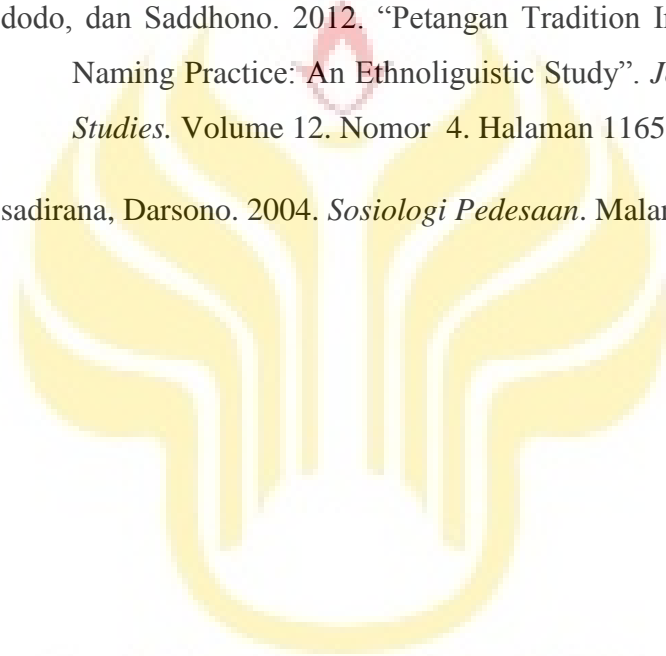 dodo, dan Saddhono. 2012. “Petangan Tradition I
Naming Practice: An Ethnoliguistic Study”. J
Studies. Volume 12. Nomor 4. Halaman 1165
sadirana, Darsono. 2004. Sosiologi Pedesaan. Mala